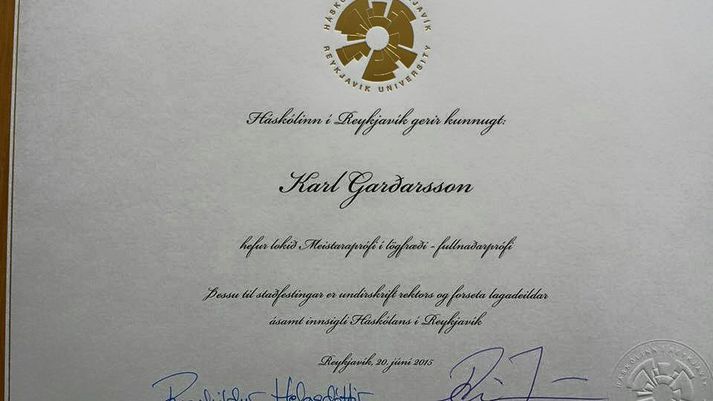 HÁSKÓLINN Í REYKJAVÍK
REYKJAVIK UNIVERSITY
Háskólinn í Reykjavík gerir kunnugt:
Karl Garðarsson
hefur lokið Meistaraprófi í lögfræði - fullnaðarprófi
Þessu til staðfestingar er undirskrift rektors og forseta lagadeildar
ásamt innsigli Háskólans í Reykjavík
Reykjavík, 20. júní 2015